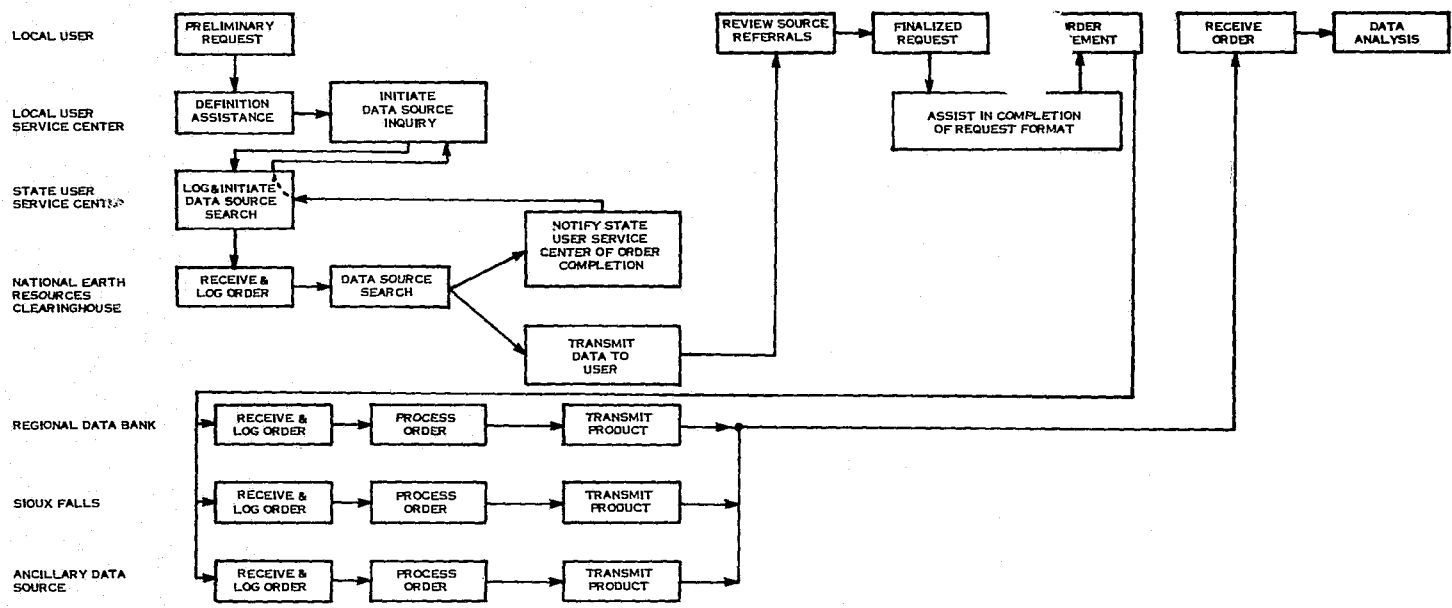 LOCAL USER
PRELIMINARY
REQUEST
REVIEW SOURCE
REFERRALS
FINALIZED
REQUEST
RECEIVE
ORDER
DATA
ANALYSIS
LOCAL USER
SERVICE CENTER
DEFINITION
ASSISTANCE
INITIATE
DATA SOURCE
INQUIRY
ASSIST IN COMPLETION
OF REQUEST FORMAT
STATE USER
SERVICE CENTER
LOG & INITIATE
DATA SOURCE
SEARCH
NOTIFY STATE
USER SERVICE
CENTER OF ORDER
COMPLETION
NATIONAL EARTH
RESOURCES
CLEARINGHOUSE
RECEIVE &
LOG ORDER
DATA SOURCE
SEARCH
TRANSMIT
DATA TO
USER
REGIONAL DATA BANK
RECEIVE &
LOG ORDER
PROCESS
ORDER
TRANSMIT
PRODUCT
SIOUX FALLS
RECEIVE &
LOG ORDER
PROCESS
ORDER
TRANSMIT
PRODUCT
ANCILLARY DATA
SOURCE
RECEIVE &
LOG ORDER
PROCESS
ORDER
TRANSMIT
PRODUCT